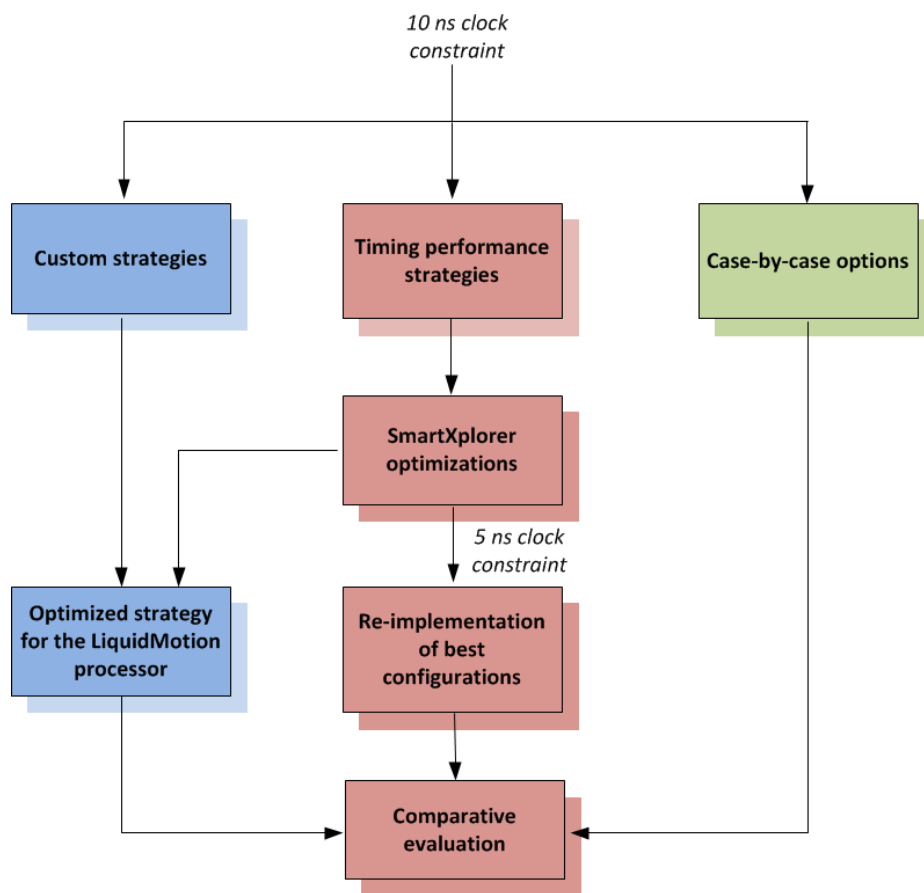 10 ns clock
constraint
Custom strategies
Timing performance
strategies
Case-by-case options
SmartXplorer
optimizations
5 ns clock
constraint
Optimized strategy
for the LiquidMotion
processor
Re-implementation
of best
configurations
Comparative
evaluation